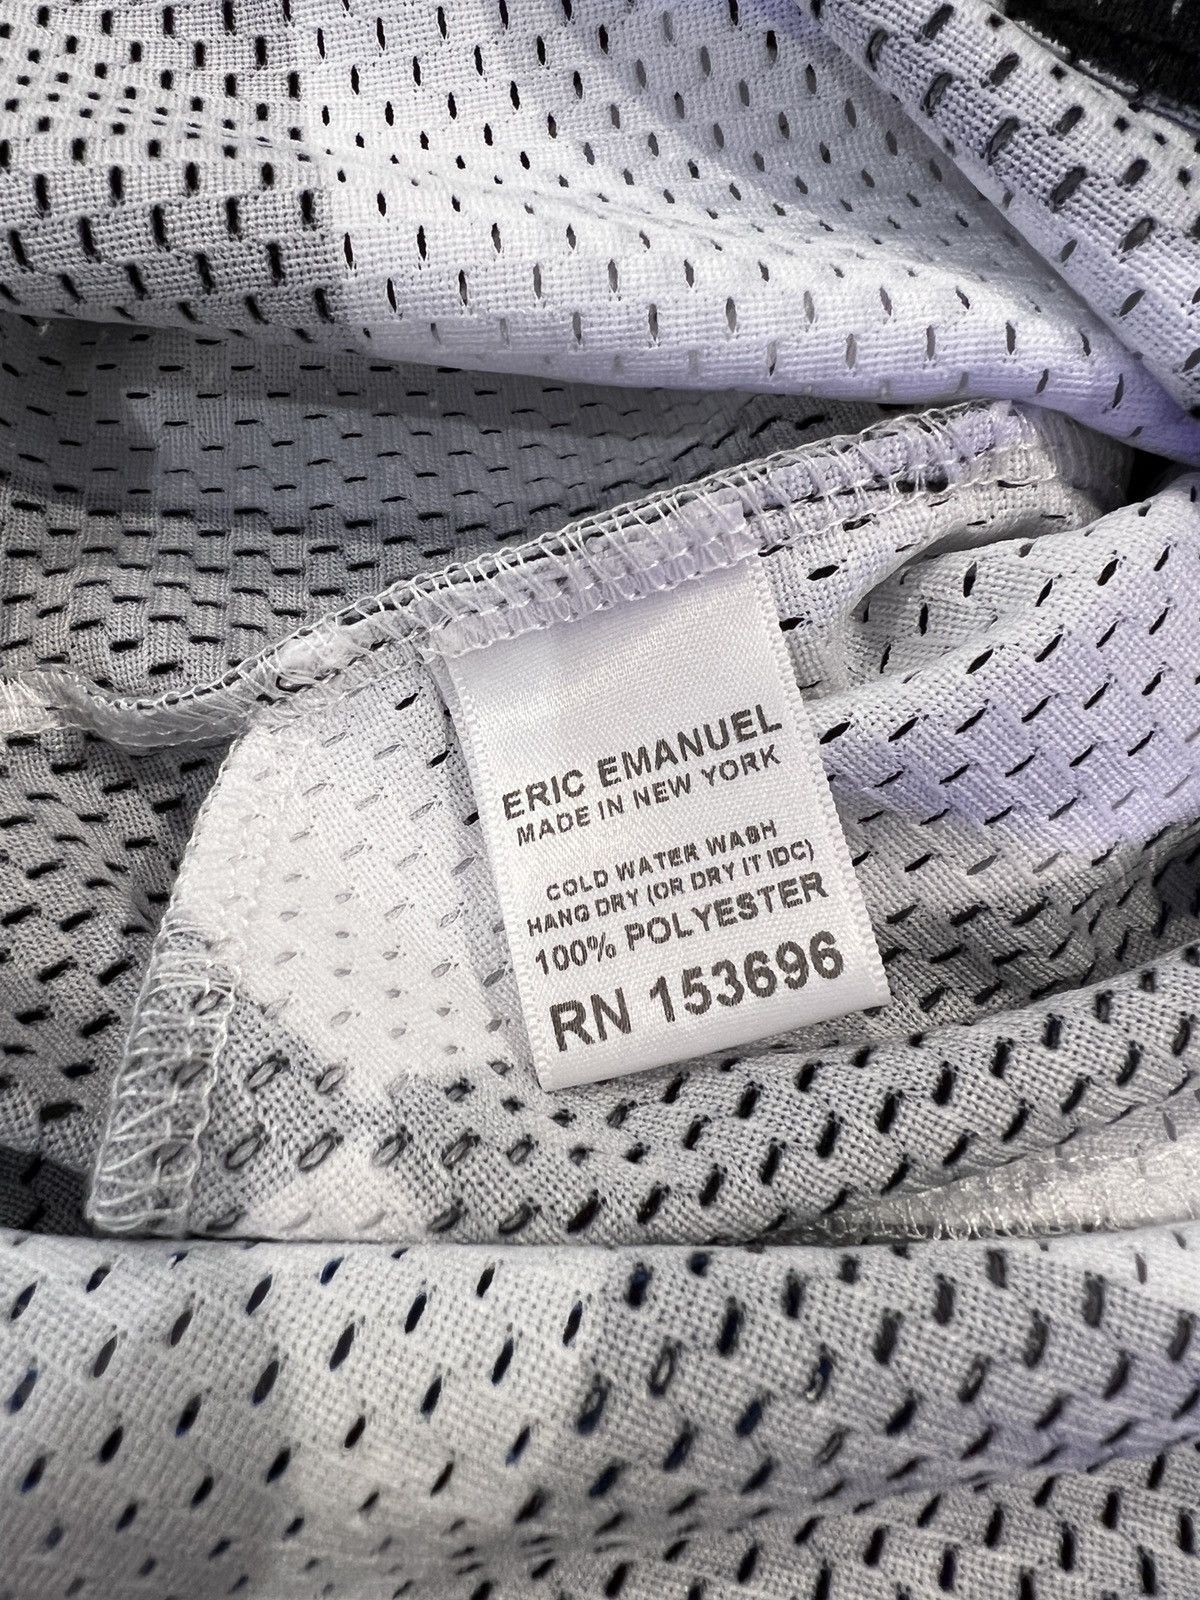 ERIC EMANUEL
MADE IN NEW YORK
COLD WATER WASH
HANG DRY (OR DRY IT IDC)
100% POLYESTER
RN 153696